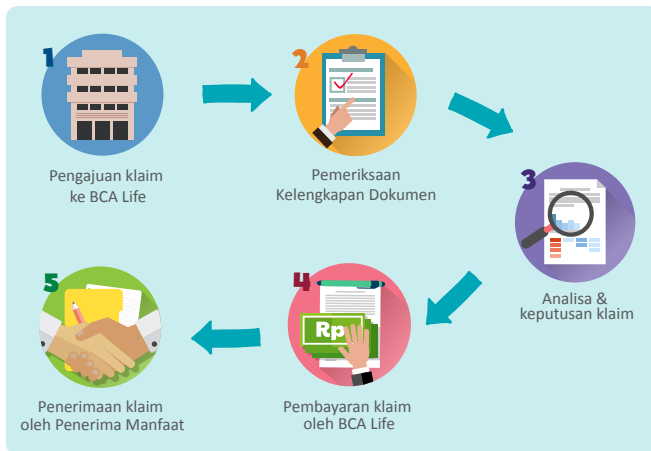 1
Pengajuan klaim
ke BCA Life
2
Pemeriksaan
Kelengkapan Dokumen
3
Analisa &
keputusan klaim
4
Rp
Pembayaran klaim
oleh BCA Life
5
Penerimaan klaim
oleh Penerima Manfaat